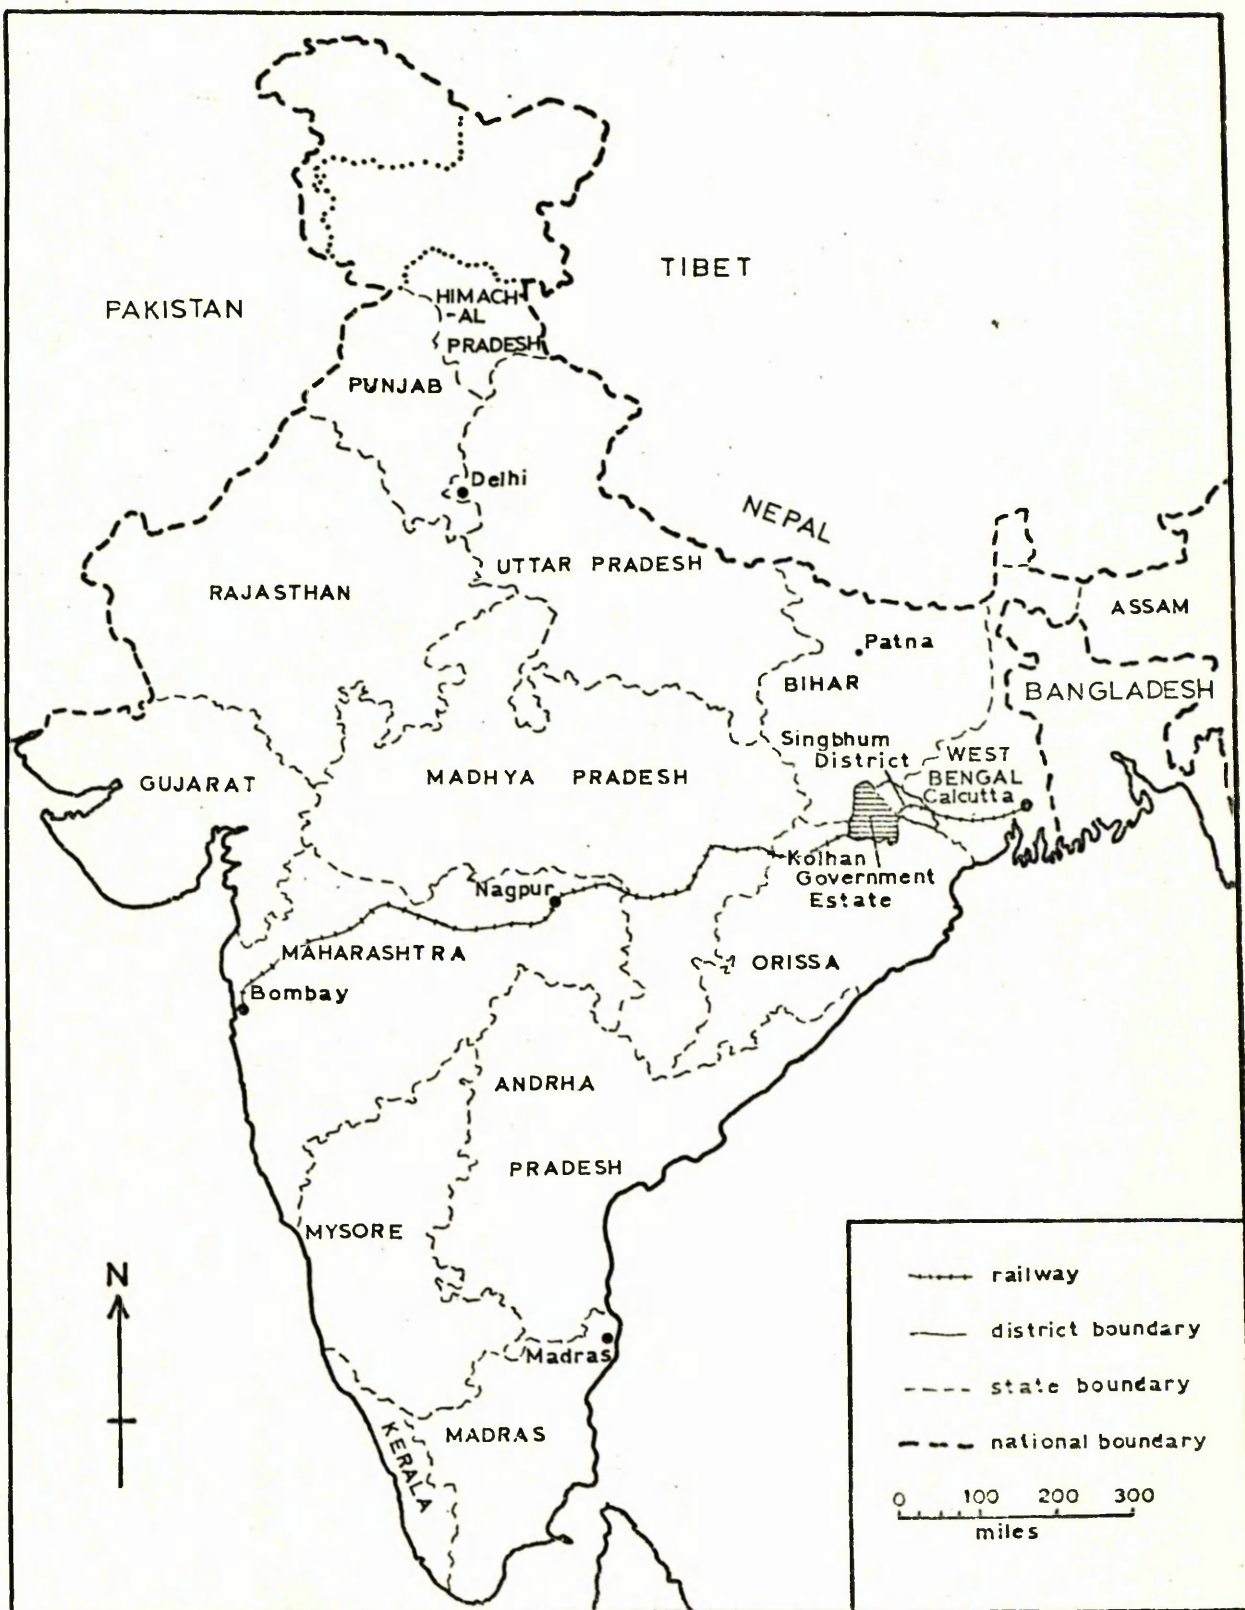 TIBET
PAKISTAN
HIMACH
-AL
PRADESH
PUNJAB
Delhi
NEPAL
UTTAR PRADESH
RAJASTHAN
ASSAM
Patna
BIHAR
BANGLADESH
Singbhum
District
WEST
BENGAL
Calcutta
GUJARAT
MADHYA PRADESH
Kolhan
Government
Estate
Nagpur
MAHARASHTRA
ORISSA
Bombay
ANDRHA
PRADESH
MYSORE
N
Madras
MADRAS
KERALA
railway
district boundary
state boundary
national boundary
0 100 200 300
miles